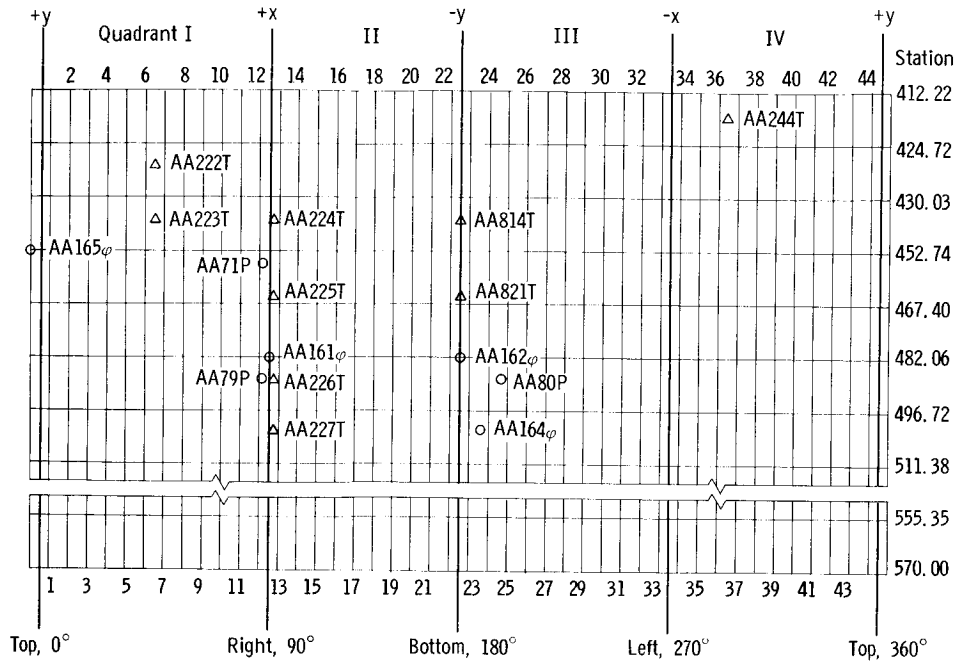 +y +x -y -x +y
Quadrant I II III IV
Station
2 4 6 8 10 12 14 16 18 20 22 24 26 28 30 32 34 36 38 40 42 44
412.22
AA244T
424.72
AA222T
430.03
AA223T AA224T AA814T
AA165φ 452.74
AA71P
AA225T AA821T
467.40
AA161φ AA162φ 482.06
AA79P AA226T AA80P
496.72
AA227T AA164φ
511.38
555.35
570.00
1 3 5 7 9 11 13 15 17 19 21 23 25 27 29 31 33 35 37 39 41 43
Top, 0° Right, 90° Bottom, 180° Left, 270° Top, 360°